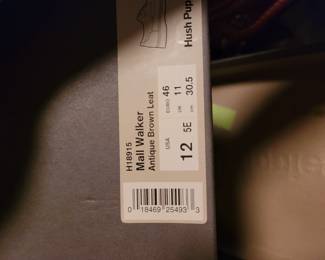 Hush Pup
H18915
Mall Walker
Antique Brown Leat
EURO 46
UK 11
CM 30.5
USA 12 5E
0 18469 25493 3